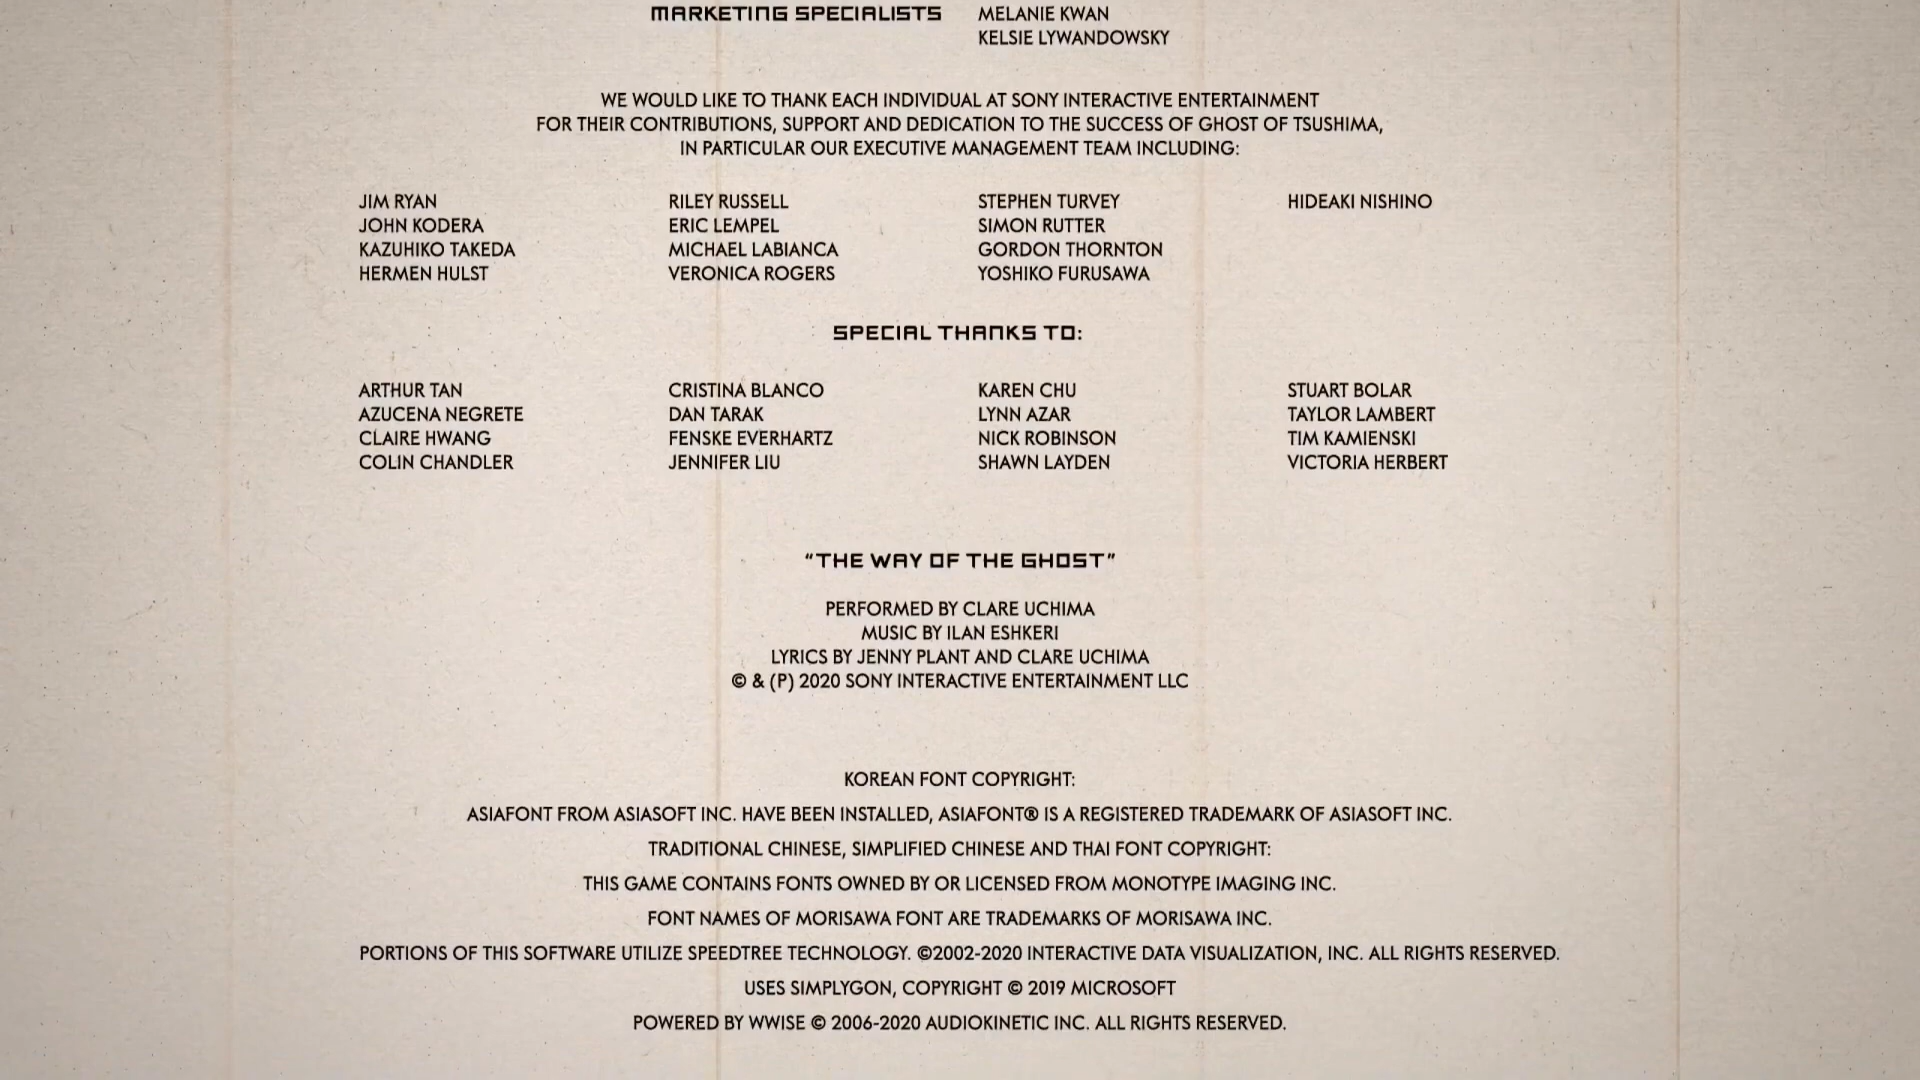 MARKETING SPECIALISTS MELANIE KWAN
KELSIE LYWANDOWSKY
WE WOULD LIKE TO THANK EACH INDIVIDUAL AT SONY INTERACTIVE ENTERTAINMENT
FOR THEIR CONTRIBUTIONS, SUPPORT AND DEDICATION TO THE SUCCESS OF GHOST OF TSUSHIMA,
IN PARTICULAR OUR EXECUTIVE MANAGEMENT TEAM INCLUDING:
JIM RYAN RILEY RUSSELL STEPHEN TURVEY HIDEAKI NISHINO
JOHN KODERA ERIC LEMPEL SIMON RUTTER
KAZUHIKO TAKEDA MICHAEL LABIANCA GORDON THORNTON
HERMEN HULST VERONICA ROGERS YOSHIKO FURUSAWA
SPECIAL THANKS TO:
ARTHUR TAN CRISTINA BLANCO KAREN CHU STUART BOLAR
AZUCENA NEGRETE DAN TARAK LYNN AZAR TAYLOR LAMBERT
CLAIRE HWANG FENSKE EVERHARTZ NICK ROBINSON TIM KAMIENSKI
COLIN CHANDLER JENNIFER LIU SHAWN LAYDEN VICTORIA HERBERT
“THE WAY OF THE GHOST”
PERFORMED BY CLARE UCHIMA
MUSIC BY ILAN ESHKERI
LYRICS BY JENNY PLANT AND CLARE UCHIMA
© & (P) 2020 SONY INTERACTIVE ENTERTAINMENT LLC
KOREAN FONT COPYRIGHT:
ASIAFONT FROM ASIASOFT INC. HAVE BEEN INSTALLED, ASIAFONT® IS A REGISTERED TRADEMARK OF ASIASOFT INC.
TRADITIONAL CHINESE, SIMPLIFIED CHINESE AND THAI FONT COPYRIGHT:
THIS GAME CONTAINS FONTS OWNED BY OR LICENSED FROM MONOTYPE IMAGING INC.
FONT NAMES OF MORISAWA FONT ARE TRADEMARKS OF MORISAWA INC.
PORTIONS OF THIS SOFTWARE UTILIZE SPEEDTREE TECHNOLOGY. ©2002-2020 INTERACTIVE DATA VISUALIZATION, INC. ALL RIGHTS RESERVED.
USES SIMPLYGON, COPYRIGHT © 2019 MICROSOFT
POWERED BY WWISE © 2006-2020 AUDIOKINETIC INC. ALL RIGHTS RESERVED.